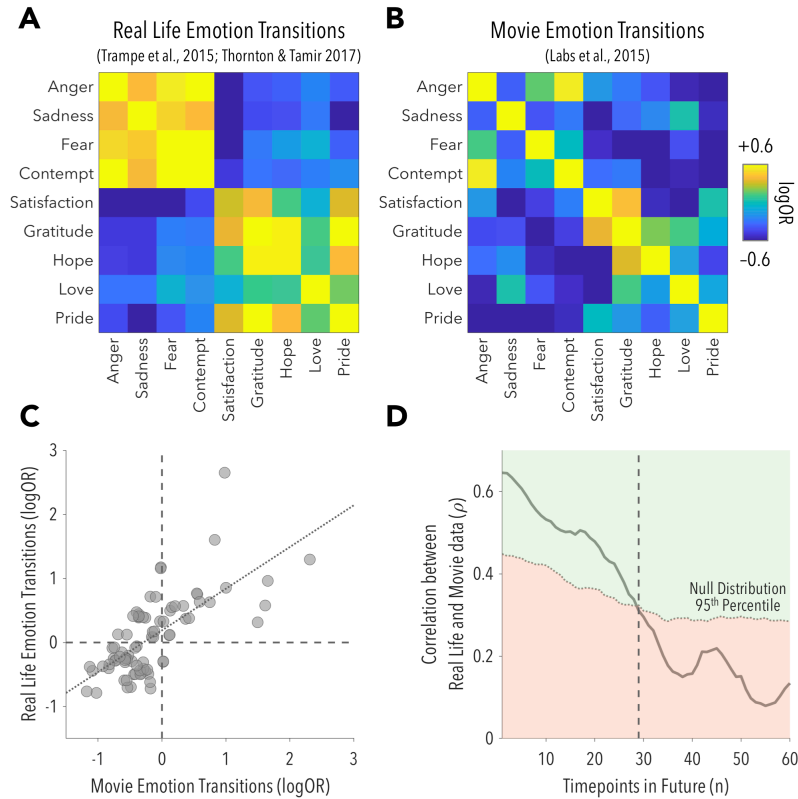 A
Real Life Emotion Transitions
(Trampe et al., 2015; Thornton & Tamir 2017)
Anger
Sadness
Fear
Contempt
Satisfaction
Gratitude
Hope
Love
Pride
Anger
Sadness
Fear
Contempt
Satisfaction
Gratitude
Hope
Love
Pride
B
Movie Emotion Transitions
(Labs et al., 2015)
Anger
Sadness
Fear
Contempt
Satisfaction
Gratitude
Hope
Love
Pride
Anger
Sadness
Fear
Contempt
Satisfaction
Gratitude
Hope
Love
Pride
+0.6
logOR
–0.6
C
Real Life Emotion Transitions (logOR)
3
2
1
0
-1
-1
0
1
2
3
Movie Emotion Transitions (logOR)
D
Correlation between
Real Life and Movie data (ρ)
0.6
0.4
0.2
0
Null Distribution
95th Percentile
10
20
30
40
50
60
Timepoints in Future (n)